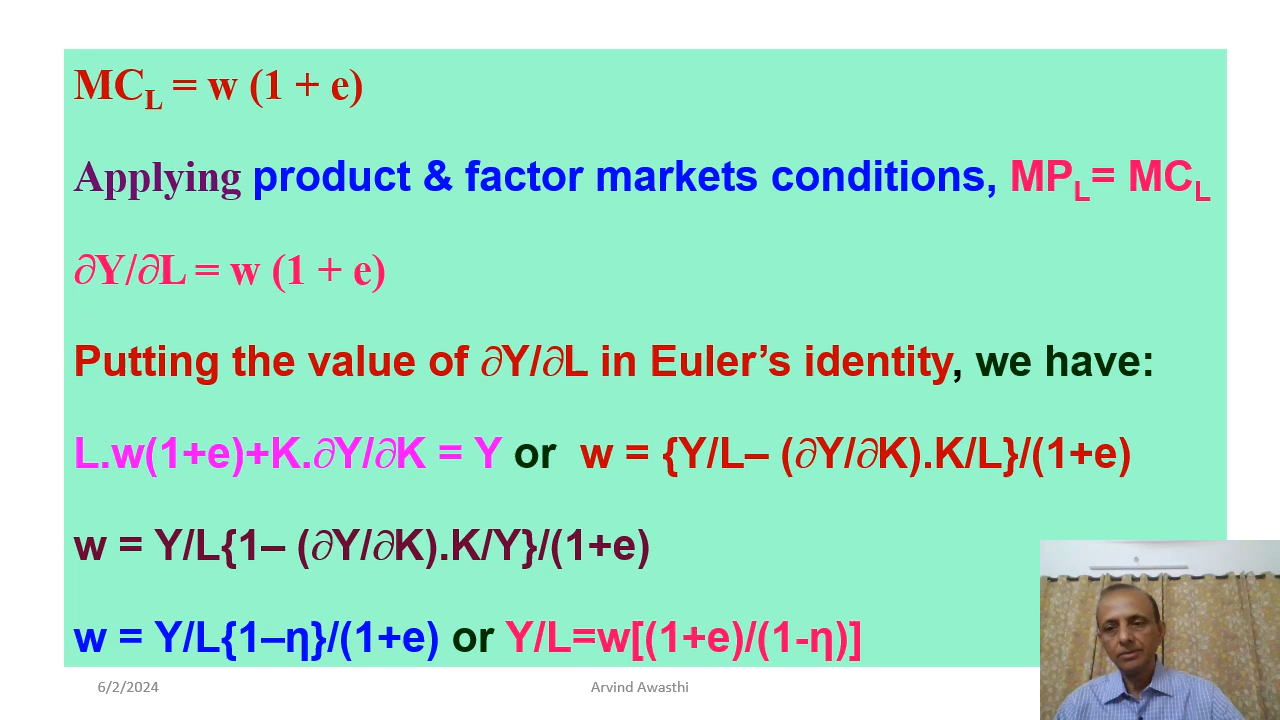 MCL = w (1 + e)
Applying product & factor markets conditions, MPL= MCL
∂Y/∂L = w (1 + e)
Putting the value of ∂Y/∂L in Euler’s identity, we have:
L.w(1+e)+K.∂Y/∂K = Y or w = {Y/L– (∂Y/∂K).K/L}/(1+e)
w = Y/L{1– (∂Y/∂K).K/Y}/(1+e)
w = Y/L{1–η}/(1+e) or Y/L=w[(1+e)/(1-η)]
6/2/2024
Arvind Awasthi